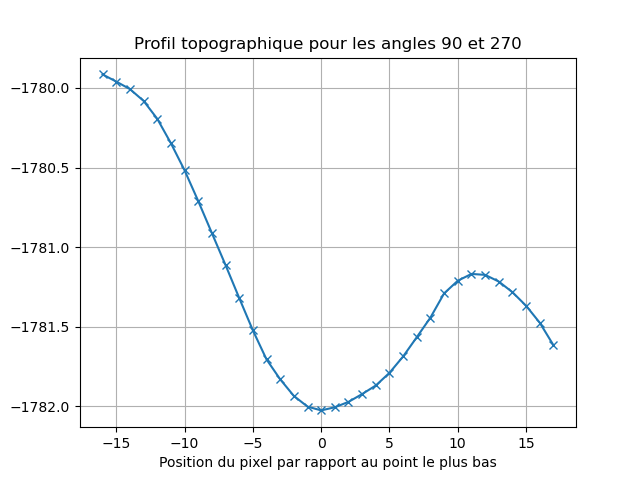 Profil topographique pour les angles 90 et 270
−1780.0
−1780.5
−1781.0
−1781.5
−1782.0
−15 −10 −5 0 5 10 15
Position du pixel par rapport au point le plus bas